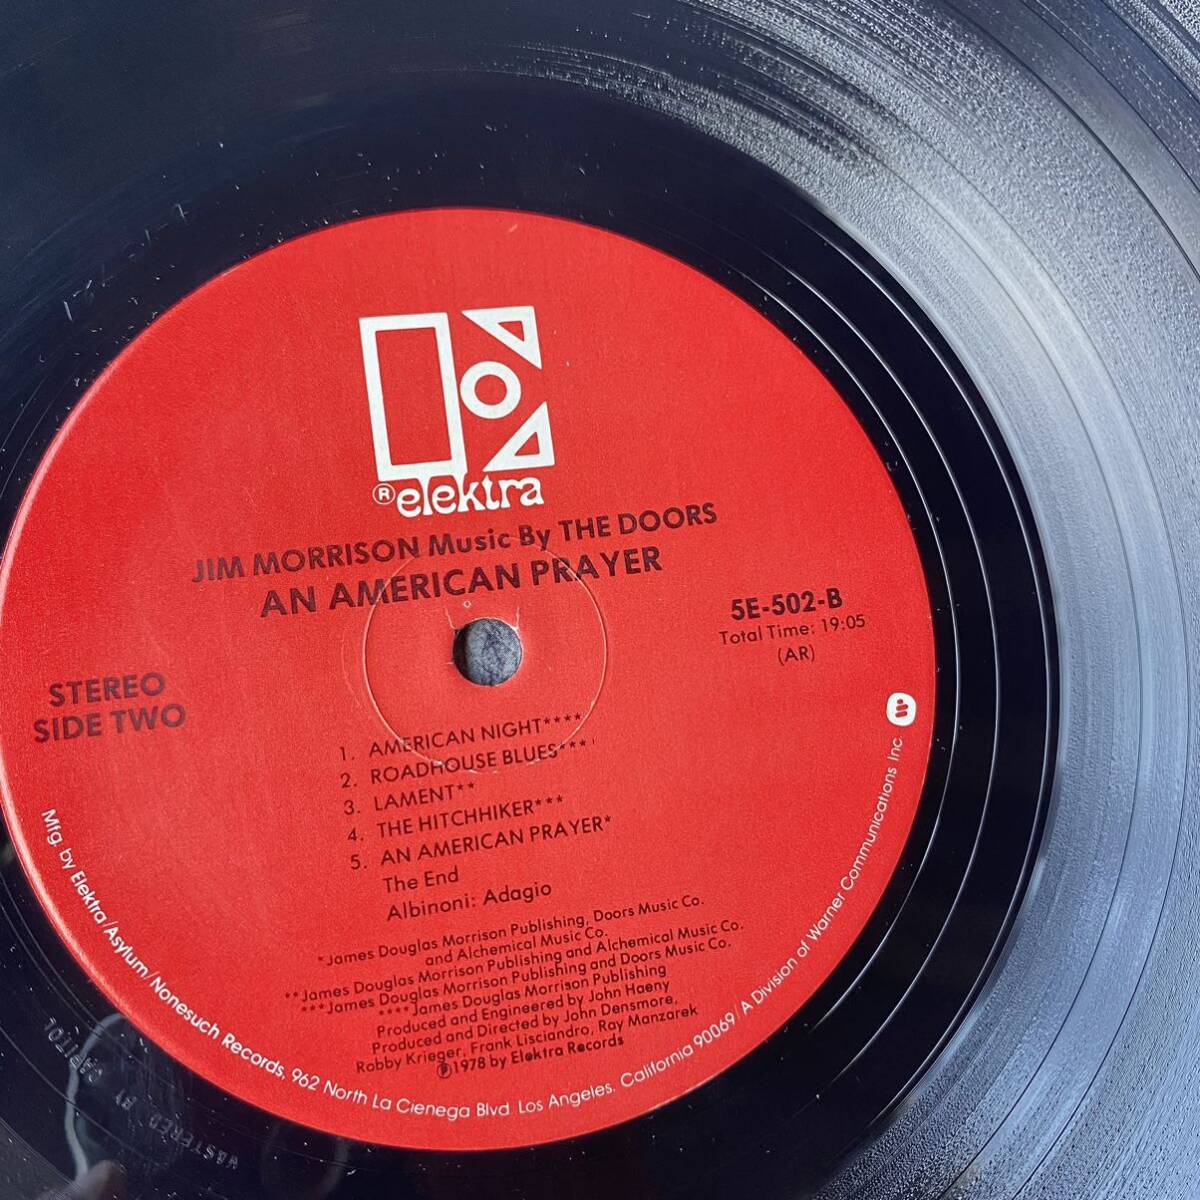 ® elektra
JIM MORRISON Music By THE DOORS
AN AMERICAN PRAYER
5E-502-B
Total Time: 19:05
(AR)
STEREO
SIDE TWO
1. AMERICAN NIGHT****
2. ROADHOUSE BLUES***
3. LAMENT**
4. THE HITCHHIKER***
5. AN AMERICAN PRAYER*
The End
Albinoni: Adagio
*James Douglas Morrison Publishing, Doors Music Co.
and Alchemical Music Co.
**James Douglas Morrison Publishing and Alchemical Music Co.
***James Douglas Morrison Publishing and Doors Music Co.
****James Douglas Morrison Publishing
Produced and Engineered by John Haeny
Produced and Directed by John Densmore,
Robby Krieger, Frank Lisciandro, Ray Manzarek
℗1978 by Elektra Records
Mfg. by Elektra/Asylum/Nonesuch Records, 962 North La Cienega Blvd. Los Angeles, California 90069/A Division of Warner Communications Inc.
MASTERED BY CAPITOL